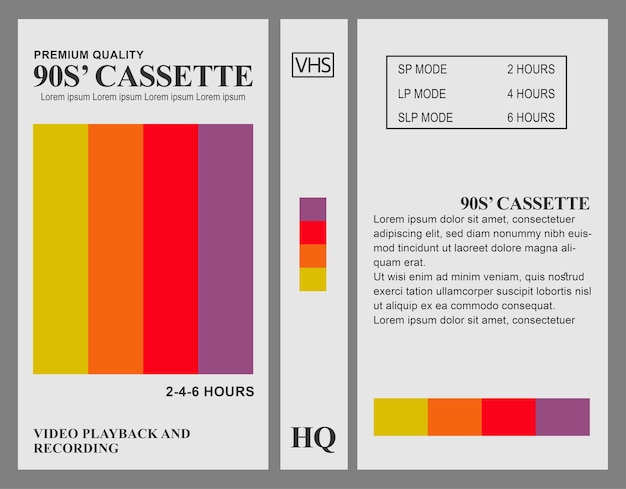 PREMIUM QUALITY
90S’ CASSETTE
Lorem ipsum Lorem ipsum Lorem ipsum Lorem ipsum
2-4-6 HOURS
VIDEO PLAYBACK AND
RECORDING
VHS
HQ
SP MODE 2 HOURS
LP MODE 4 HOURS
SLP MODE 6 HOURS
90S’ CASSETTE
Lorem ipsum dolor sit amet, consectetuer
adipiscing elit, sed diam nonummy nibh euis-
mod tincidunt ut laoreet dolore magna ali-
quam erat.
Ut wisi enim ad minim veniam, quis nostrud
exerci tation ullamcorper suscipit lobortis nisl
ut aliquip ex ea commodo consequat.
Lorem ipsum dolor sit amet, consectetuer